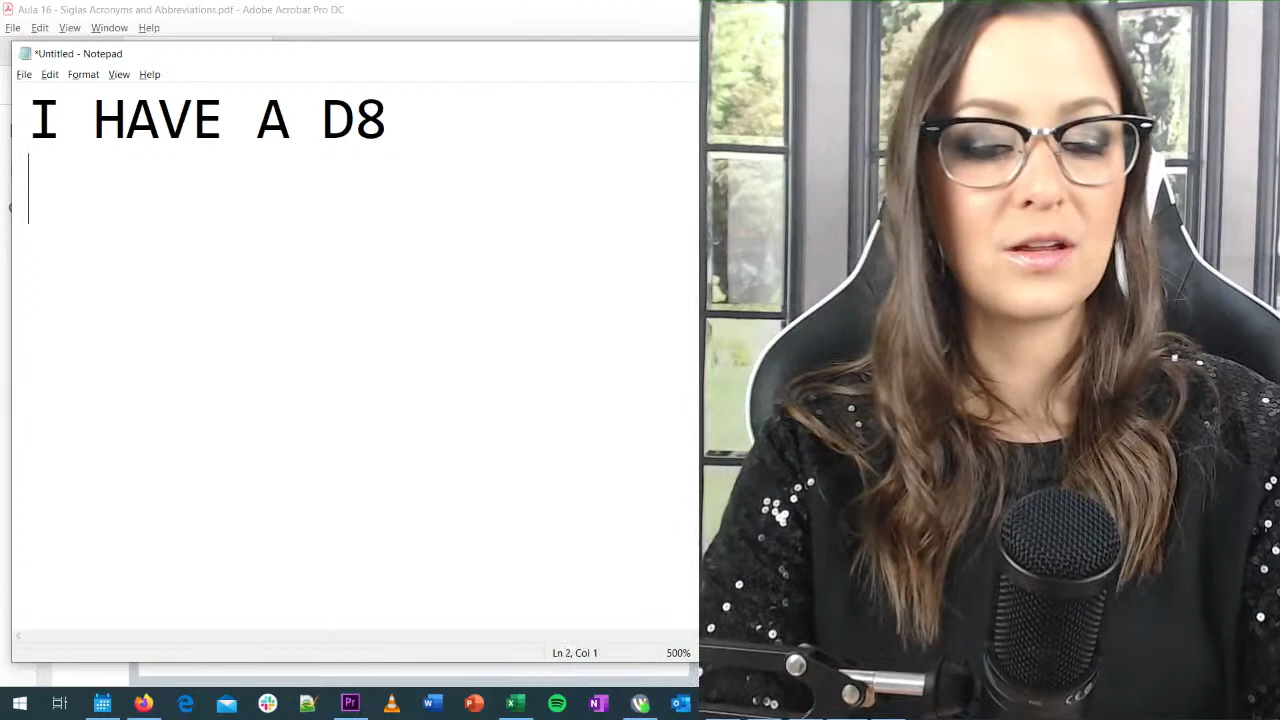 Aula 16 - Siglas Acronyms and Abbreviations.pdf - Adobe Acrobat Pro DC
File Edit View Window Help
*Untitled - Notepad
File Edit Format View Help
I HAVE A D8
Ln 2, Col 1 500%